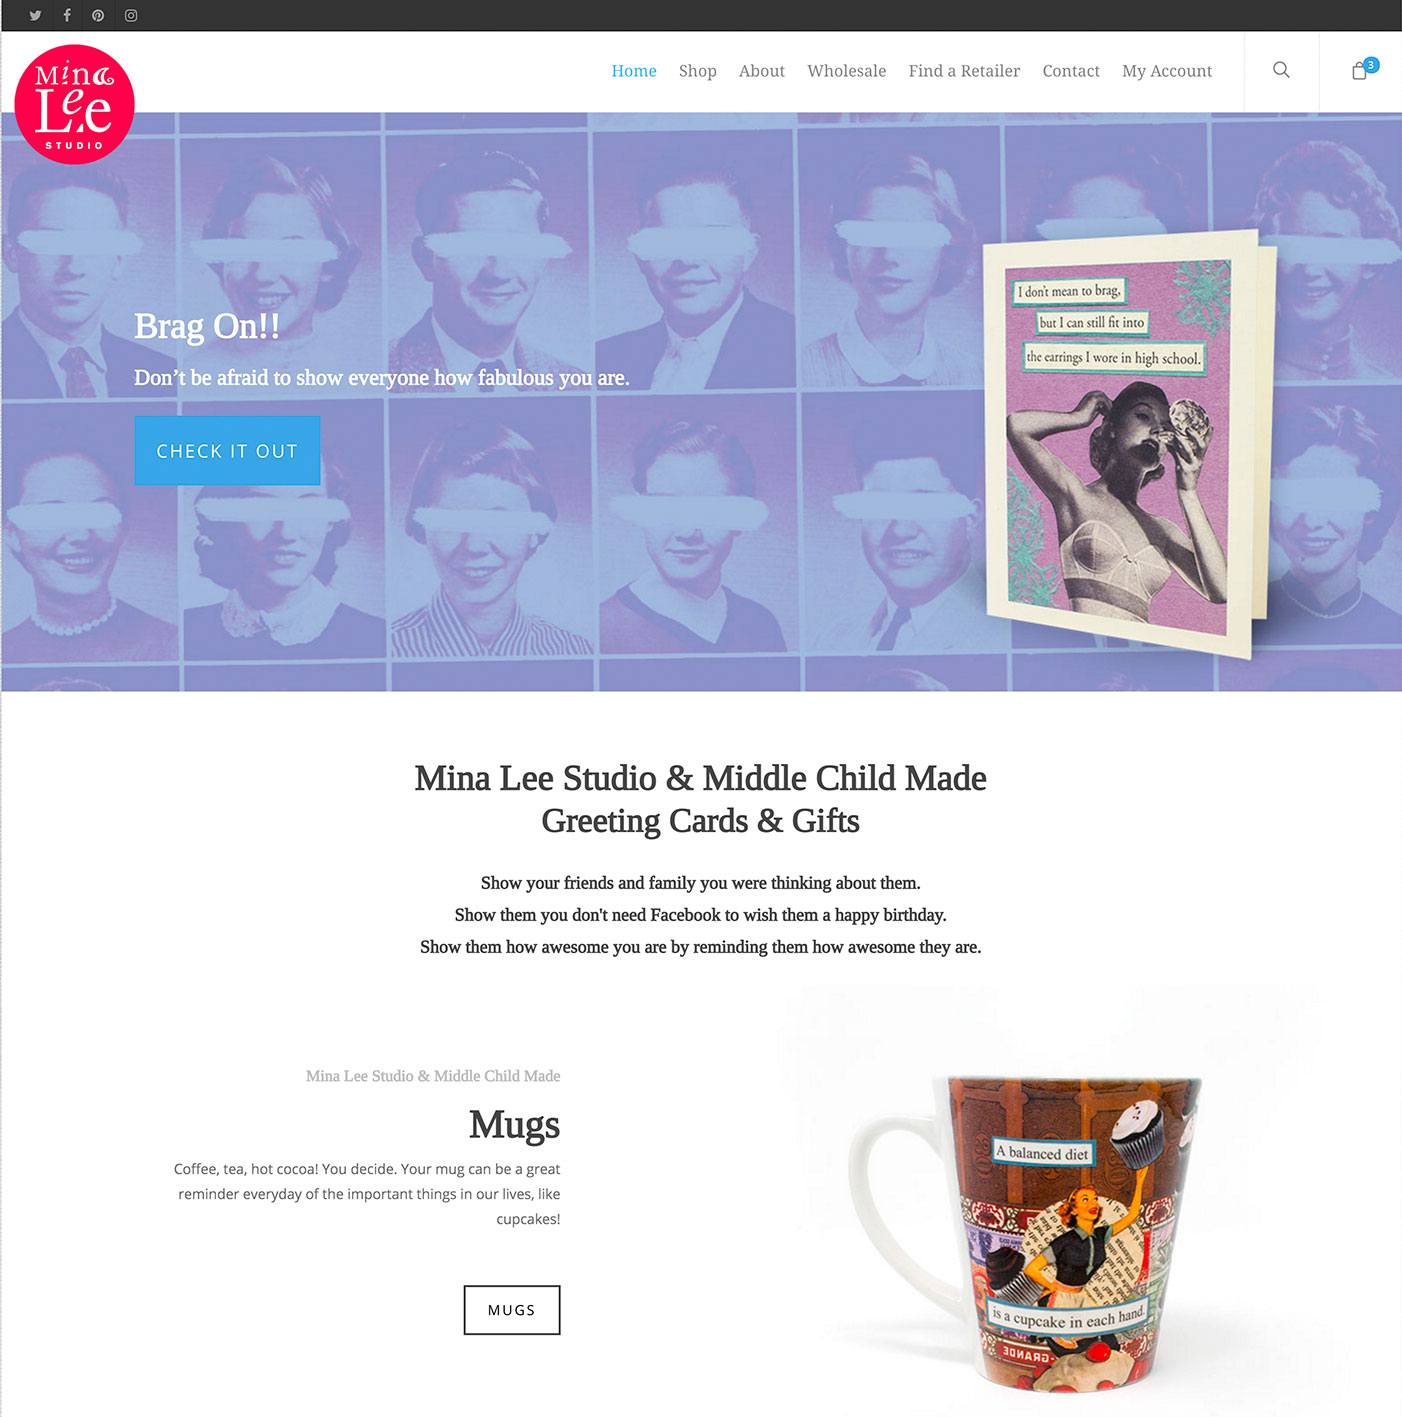 Mina
Lee
STUDIO
Home Shop About Wholesale Find a Retailer Contact My Account
3
Brag On!!
Don’t be afraid to show everyone how fabulous you are.
CHECK IT OUT
I don't mean to brag,
but I can still fit into
the earrings I wore in high school.
Mina Lee Studio & Middle Child Made
Greeting Cards & Gifts
Show your friends and family you were thinking about them.
Show them you don't need Facebook to wish them a happy birthday.
Show them how awesome you are by reminding them how awesome they are.
Mina Lee Studio & Middle Child Made
Mugs
Coffee, tea, hot cocoa! You decide. Your mug can be a great
reminder everyday of the important things in our lives, like
cupcakes!
MUGS
A balanced diet
is a cupcake in each hand.